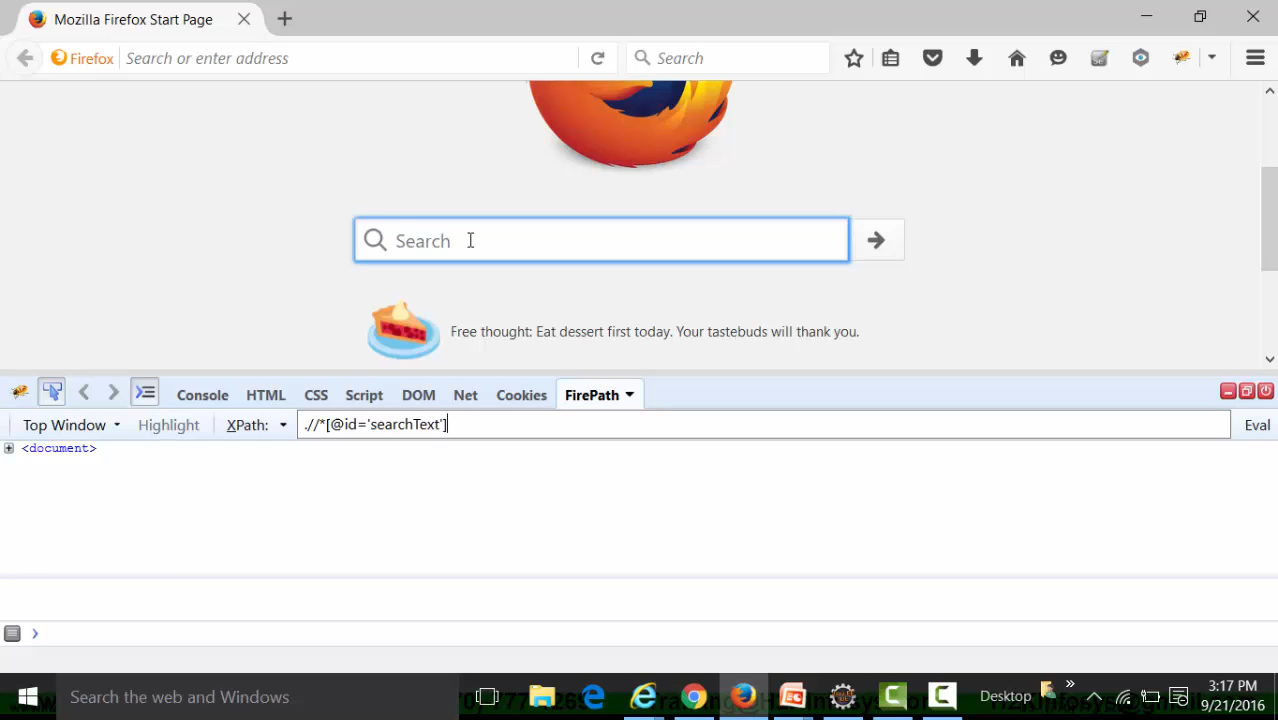 Mozilla Firefox Start Page
Firefox Search or enter address Search
Search
Free thought: Eat dessert first today. Your tastebuds will thank you.
Console HTML CSS Script DOM Net Cookies FirePath
Top Window Highlight XPath: .//*[@id='searchText'] Eval
<document>
Search the web and Windows Desktop 3:17 PM
9/21/2016